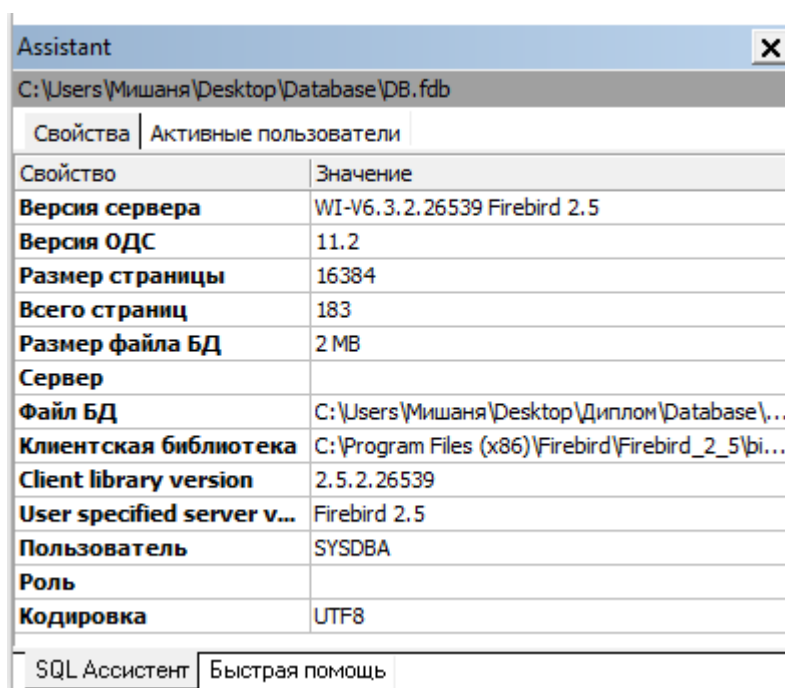 Assistant
C:\Users\Мишаня\Desktop\Database\DB.fdb
Свойства Активные пользователи
Свойство Значение
Версия сервера WI-V6.3.2.26539 Firebird 2.5
Версия ОДС 11.2
Размер страницы 16384
Всего страниц 183
Размер файла БД 2 MB
Сервер
Файл БД C:\Users\Мишаня\Desktop\Диплом\Database\...
Клиентская библиотека C:\Program Files (x86)\Firebird\Firebird_2_5\bi...
Client library version 2.5.2.26539
User specified server v... Firebird 2.5
Пользователь SYSDBA
Роль
Кодировка UTF8
SQL Ассистент Быстрая помощь